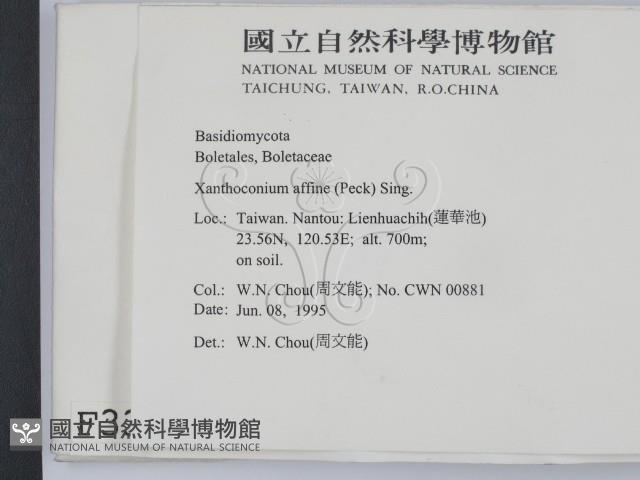 國立自然科學博物館
NATIONAL MUSEUM OF NATURAL SCIENCE
TAICHUNG, TAIWAN, R.O.CHINA
Basidiomycota
Boletales, Boletaceae
Xanthoconium affine (Peck) Sing.
Loc.: Taiwan. Nantou: Lienhuachih(蓮華池)
23.56N, 120.53E; alt. 700m;
on soil.
Col.: W.N. Chou(周文能); No. CWN 00881
Date: Jun. 08, 1995
Det.: W.N. Chou(周文能)
國立自然科學博物館
NATIONAL MUSEUM OF NATURAL SCIENCE